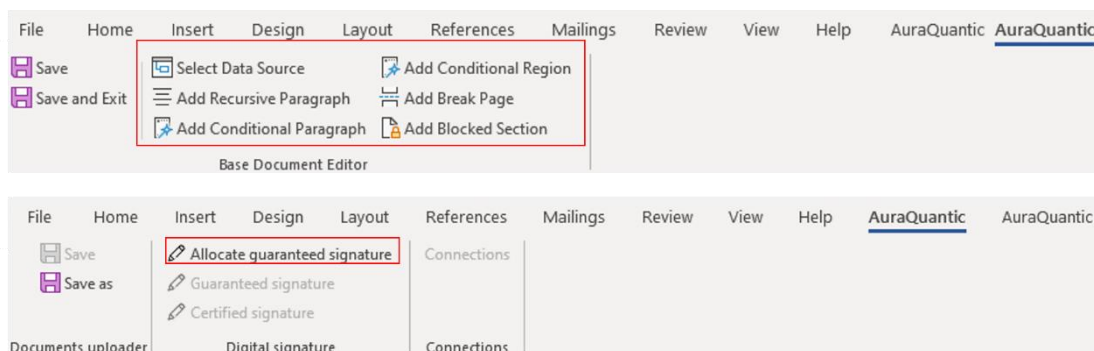 File Home Insert Design Layout References Mailings Review View Help AuraQuantic AuraQuantic
Save Select Data Source Add Conditional Region
Save and Exit Add Recursive Paragraph Add Break Page
Add Conditional Paragraph Add Blocked Section
Base Document Editor
File Home Insert Design Layout References Mailings Review View Help AuraQuantic AuraQuantic
Save Allocate guaranteed signature Connections
Save as Guaranteed signature
Certified signature
Documents uploader Digital signature Connections